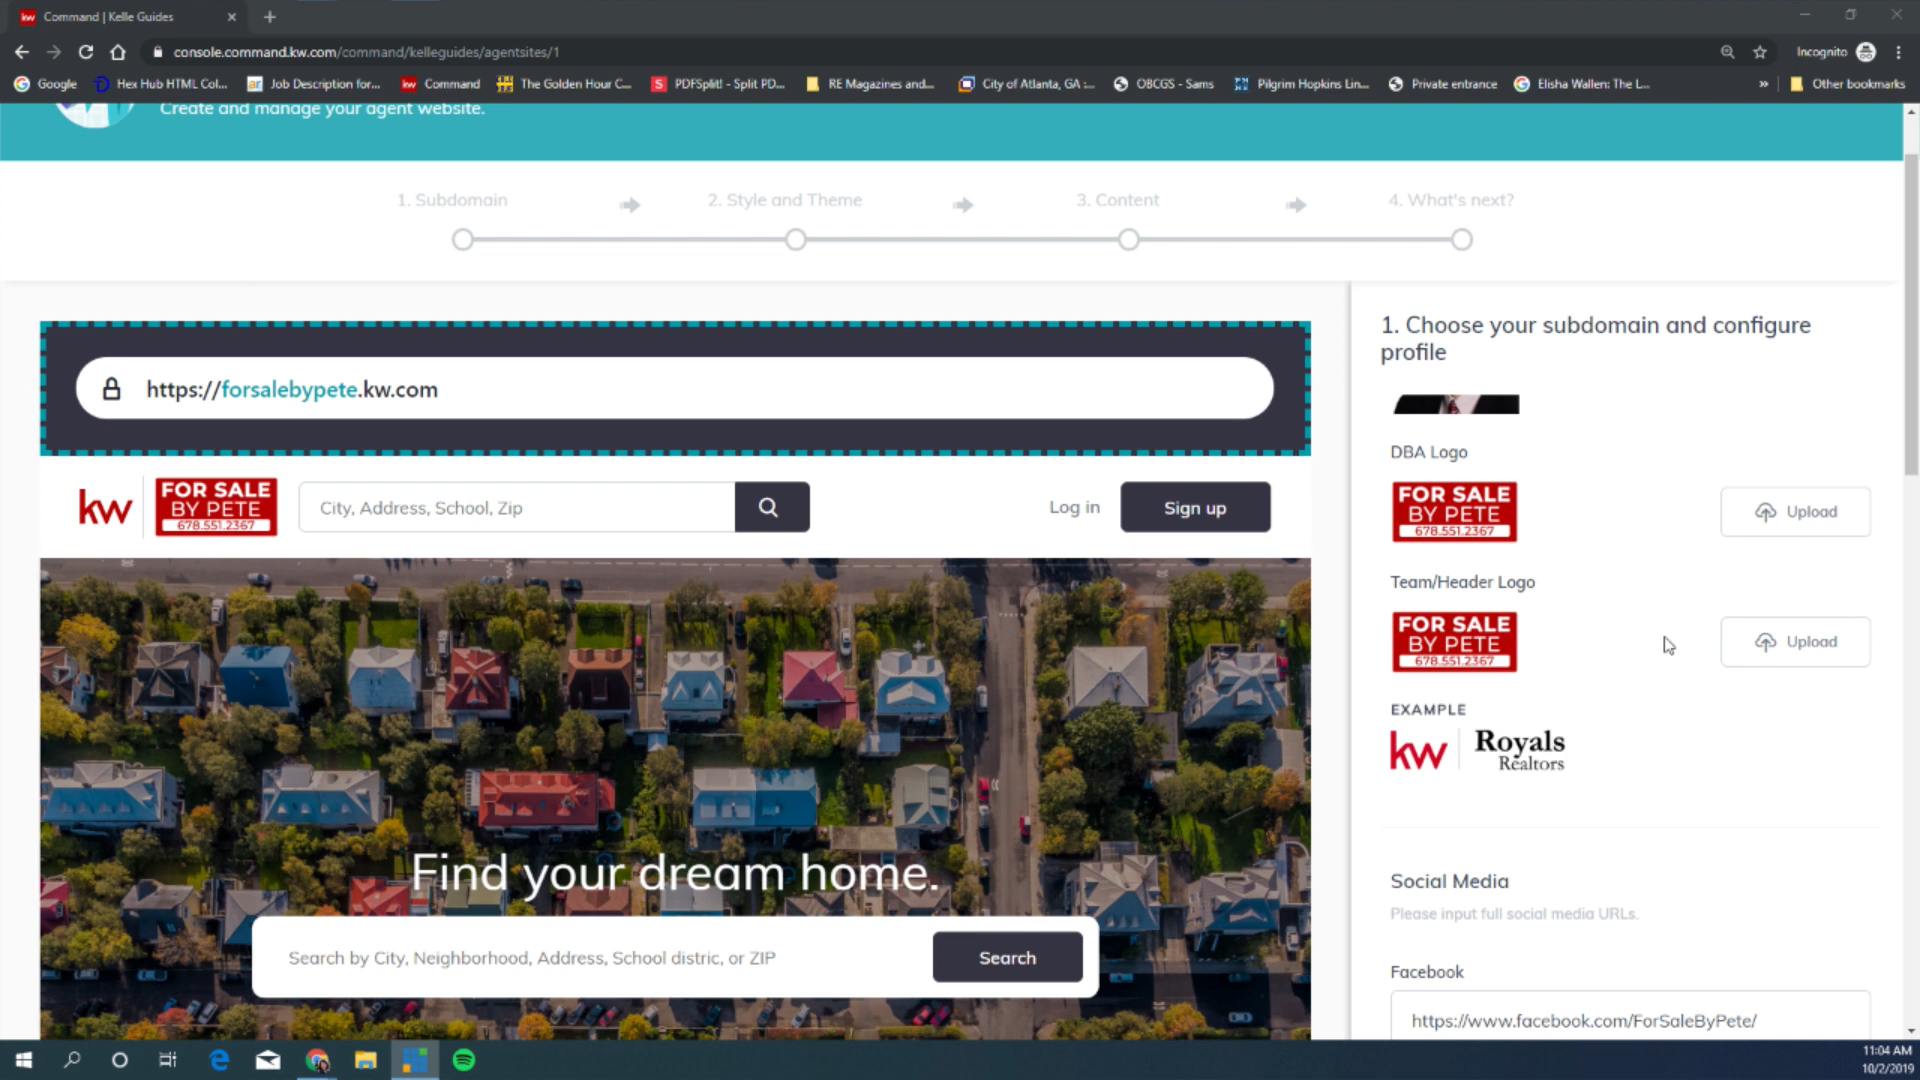 Command | Kelle Guides
console.command.kw.com/command/kelleguides/agentsites/1
Incognito
Google
Hex Hub HTML Col...
Job Description for...
Command
The Golden Hour C...
PDFSplit! - Split PD...
RE Magazines and...
City of Atlanta, GA :...
OBCGS - Sams
Pilgrim Hopkins Lin...
Private entrance
Elisha Wallen: The L...
»
Other bookmarks
Create and manage your agent website.
1. Subdomain
2. Style and Theme
3. Content
4. What's next?
https://forsalebypete.kw.com
kw
FOR SALE
BY PETE
678.551.2367
City, Address, School, Zip
Log in
Sign up
Find your dream home.
Search by City, Neighborhood, Address, School distric, or ZIP
Search
1. Choose your subdomain and configure
profile
DBA Logo
FOR SALE
BY PETE
678.551.2367
Upload
Team/Header Logo
FOR SALE
BY PETE
678.551.2367
Upload
EXAMPLE
kw
Royals
Realtors
Social Media
Please input full social media URLs.
Facebook
https://www.facebook.com/ForSaleByPete/
11:04 AM
10/2/2019